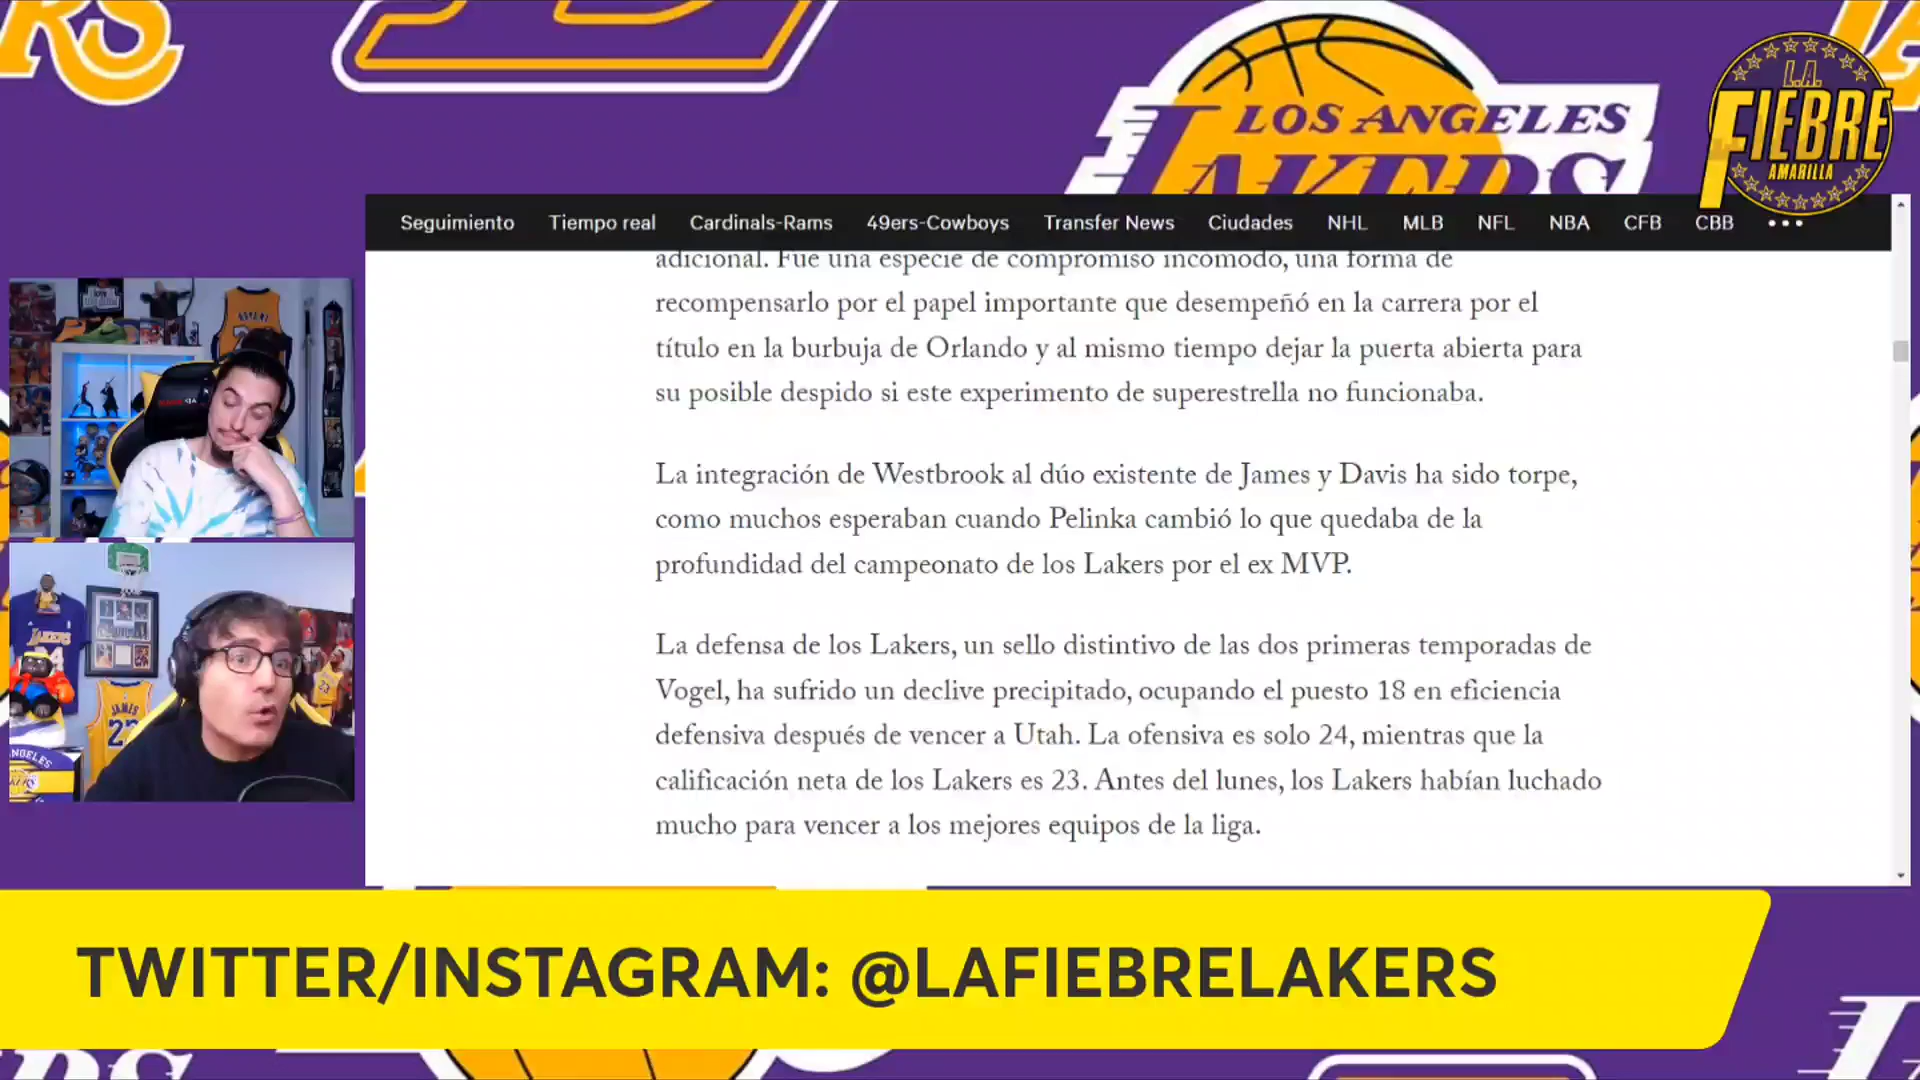 RS
LOS ANGELES
LAKERS
L.A.
FIEBRE
AMARILLA
Seguimiento Tiempo real Cardinals-Rams 49ers-Cowboys Transfer News Ciudades NHL MLB NFL NBA CFB CBB •••
adicional. Fue una especie de compromiso incómodo, una forma de
recompensarlo por el papel importante que desempeñó en la carrera por el
título en la burbuja de Orlando y al mismo tiempo dejar la puerta abierta para
su posible despido si este experimento de superestrella no funcionaba.
La integración de Westbrook al dúo existente de James y Davis ha sido torpe,
como muchos esperaban cuando Pelinka cambió lo que quedaba de la
profundidad del campeonato de los Lakers por el ex MVP.
La defensa de los Lakers, un sello distintivo de las dos primeras temporadas de
Vogel, ha sufrido un declive precipitado, ocupando el puesto 18 en eficiencia
defensiva después de vencer a Utah. La ofensiva es solo 24, mientras que la
calificación neta de los Lakers es 23. Antes del lunes, los Lakers habían luchado
mucho para vencer a los mejores equipos de la liga.
LAKERS
JAMES
23
TWITTER/INSTAGRAM: @LAFIEBRELAKERS